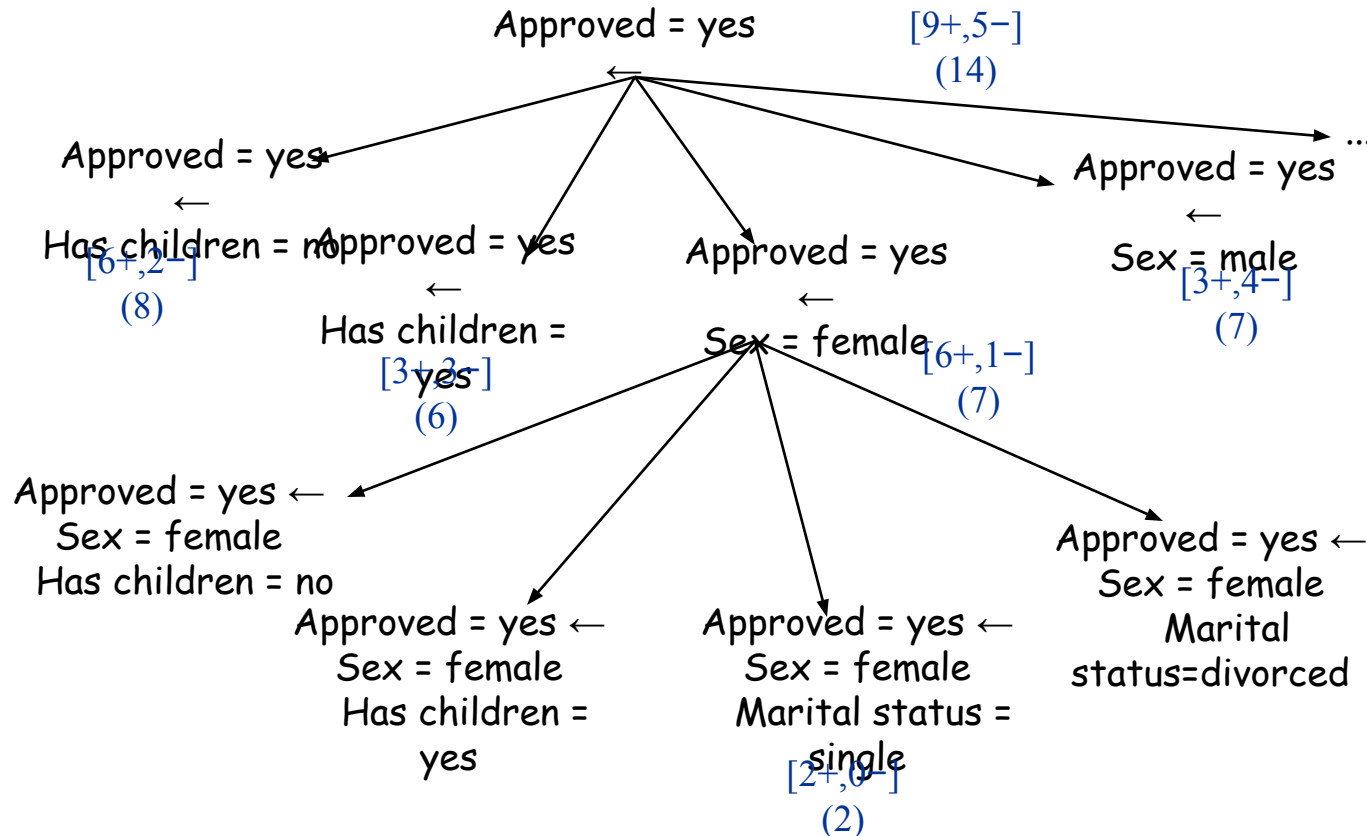 Approved = yes
←
[9+,5−]
(14)
...
Approved = yes
←
Has children = no
[6+,2−]
(8)
Approved = yes
←
Has children =
yes
[3+,3−]
(6)
Approved = yes
←
Sex = female
[6+,1−]
(7)
Approved = yes
←
Sex = male
[3+,4−]
(7)
Approved = yes ←
Sex = female
Has children = no
Approved = yes ←
Sex = female
Has children =
yes
Approved = yes ←
Sex = female
Marital status =
single
[2+,0−]
(2)
Approved = yes ←
Sex = female
Marital
status=divorced